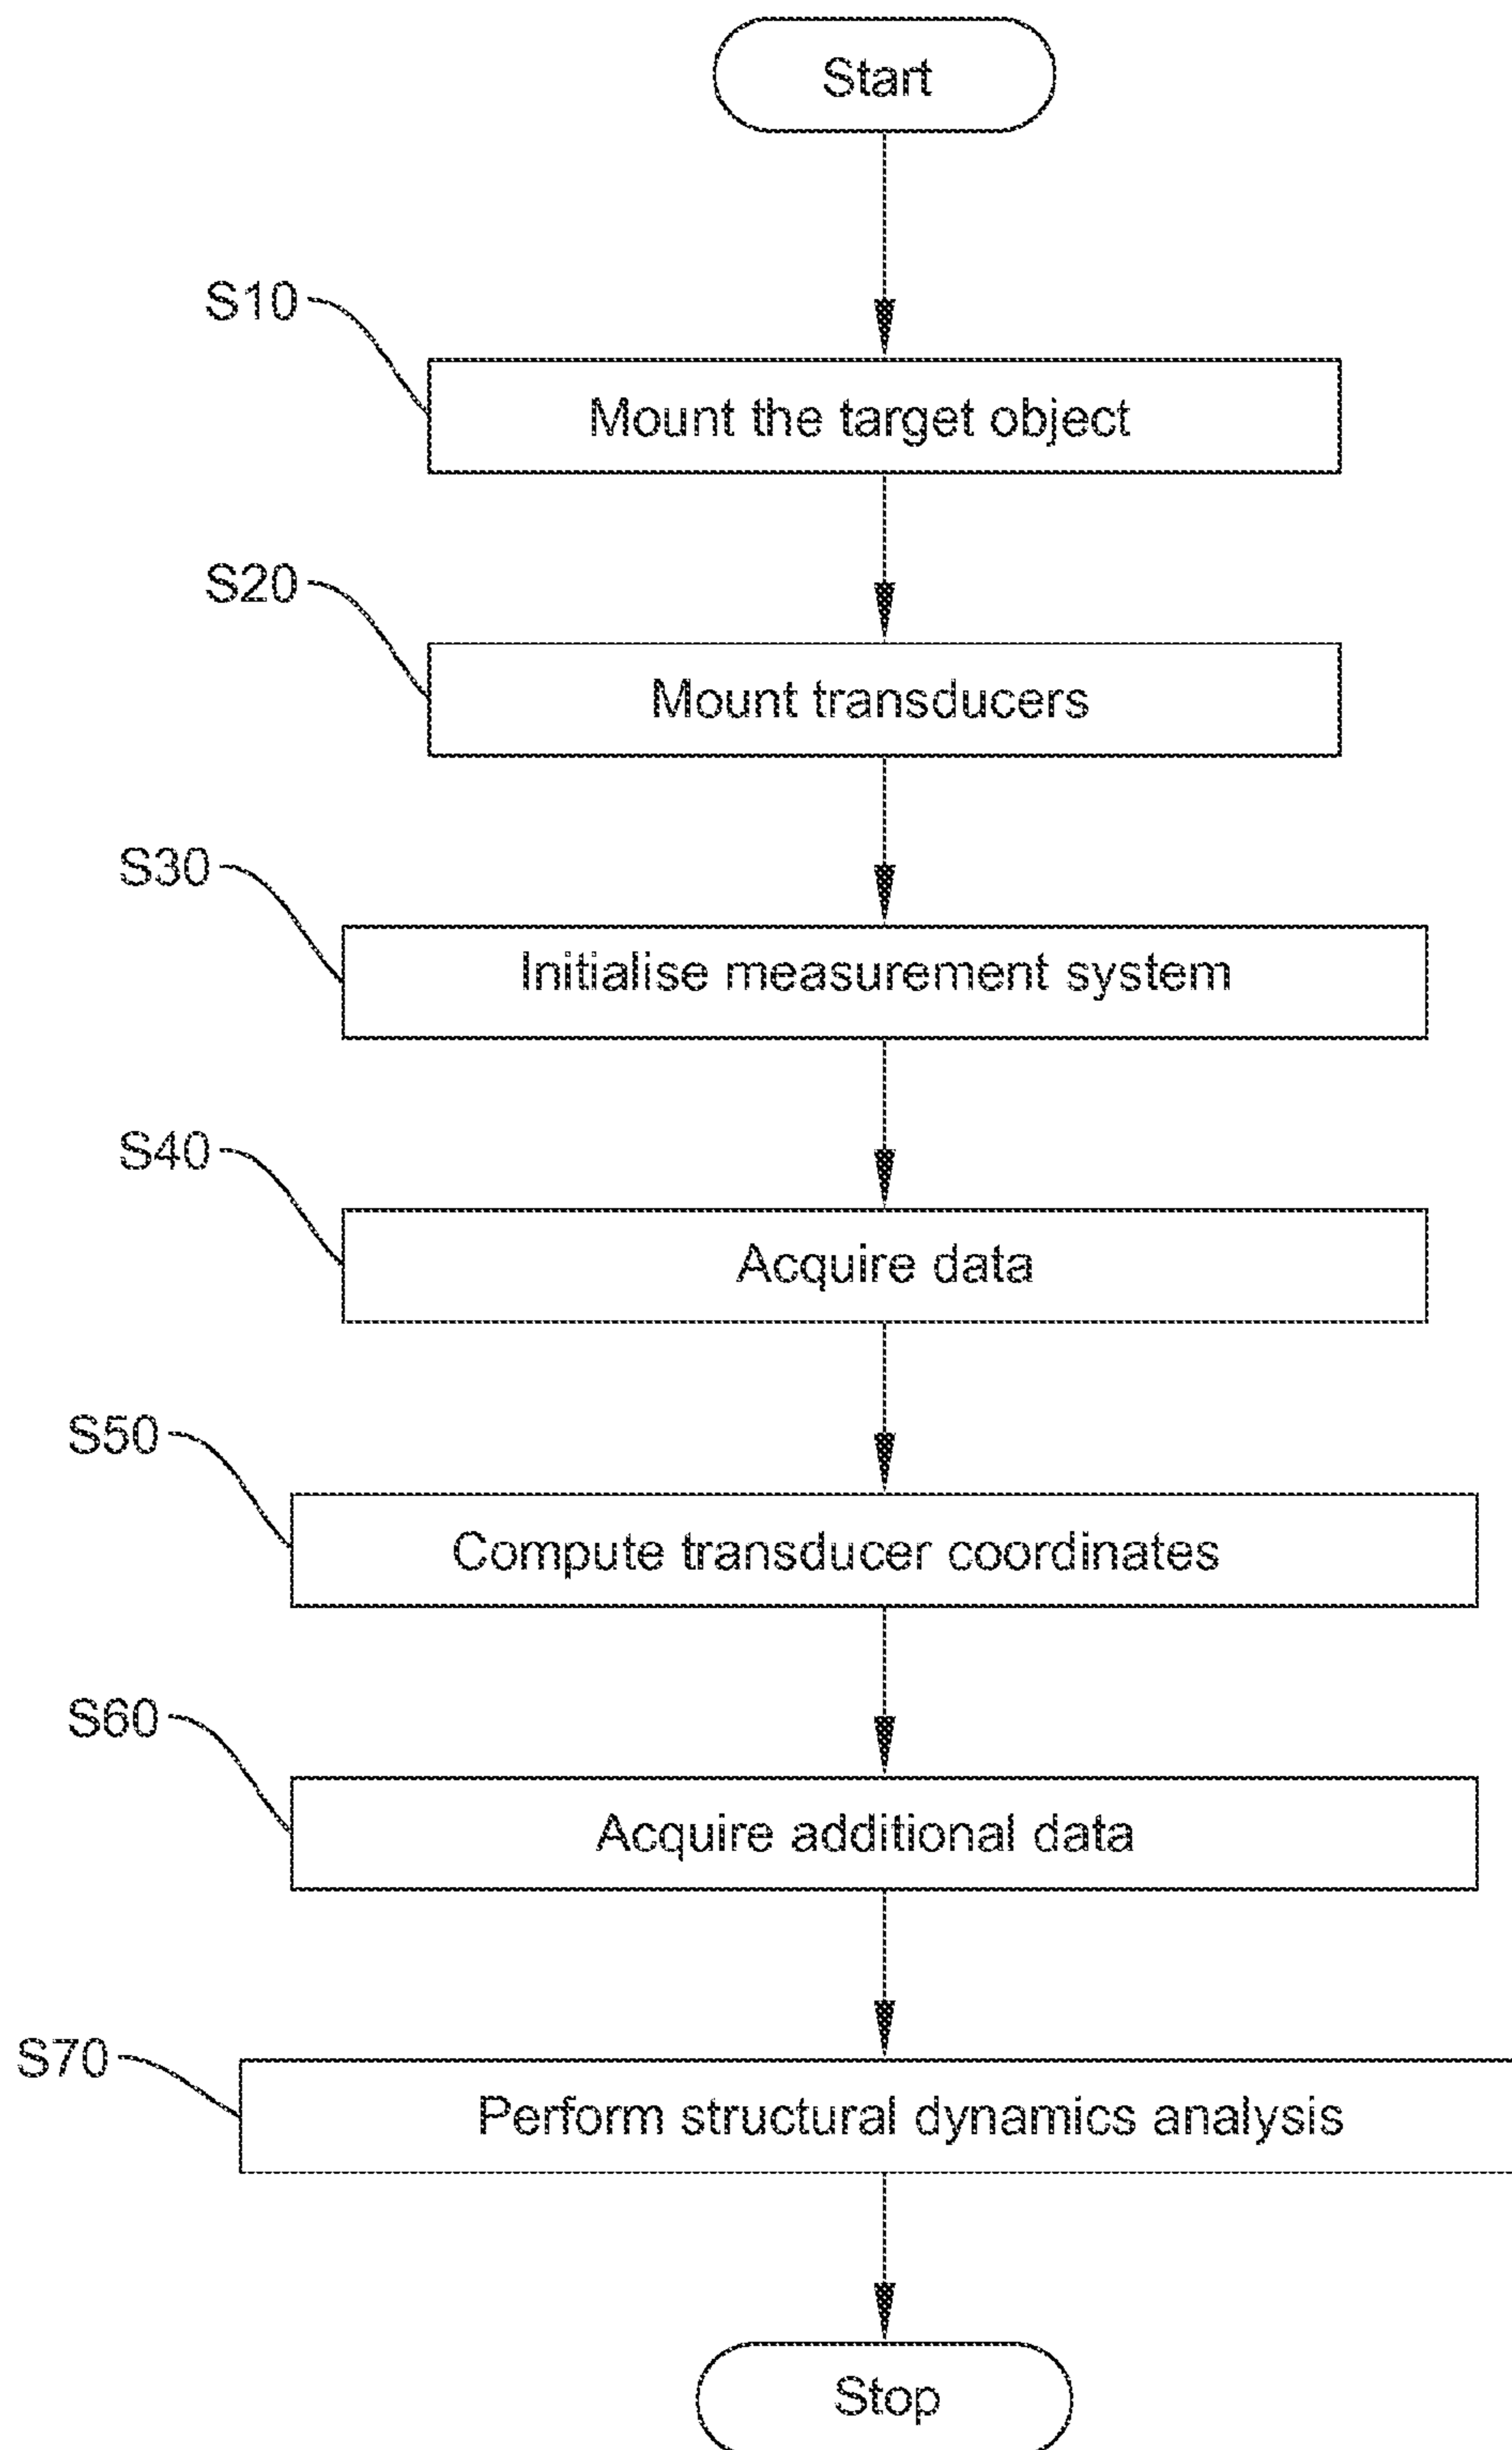 Start
S10
Mount the target object
S20
Mount transducers
S30
Initialise measurement system
S40
Acquire data
S50
Compute transducer coordinates
S60
Acquire additional data
S70
Perform structural dynamics analysis
Stop